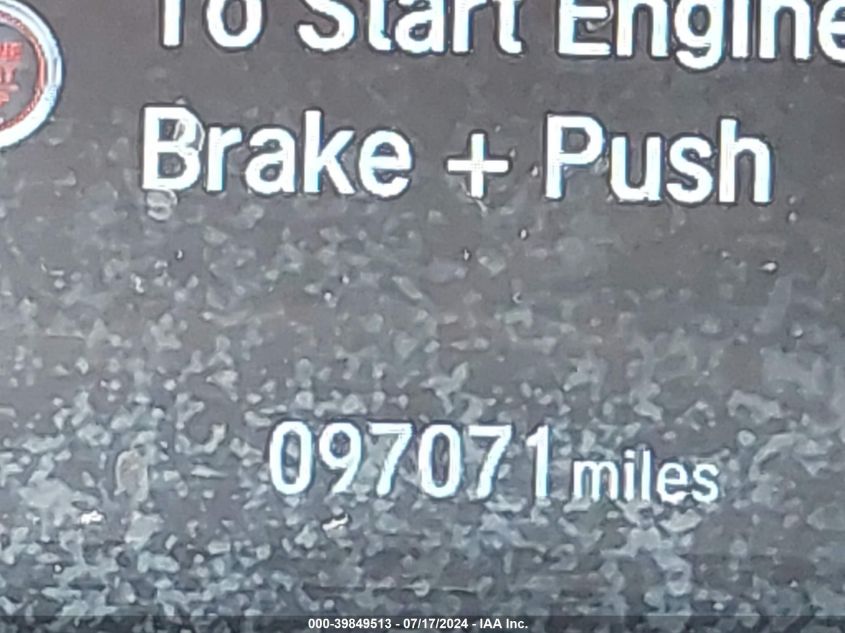 To Start Engine
Brake + Push
097071 miles
000-39849513 - 07/17/2024 - IAA Inc.